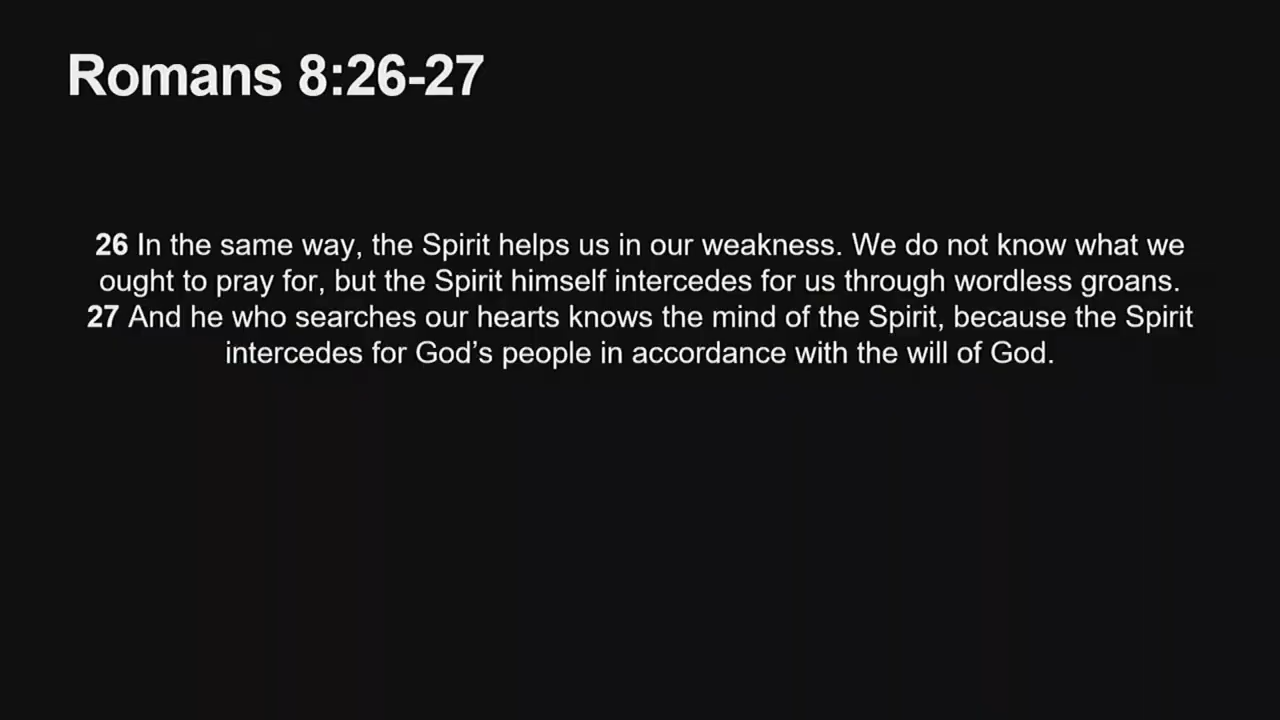 Romans 8:26-27
26 In the same way, the Spirit helps us in our weakness. We do not know what we
ought to pray for, but the Spirit himself intercedes for us through wordless groans.
27 And he who searches our hearts knows the mind of the Spirit, because the Spirit
intercedes for God’s people in accordance with the will of God.